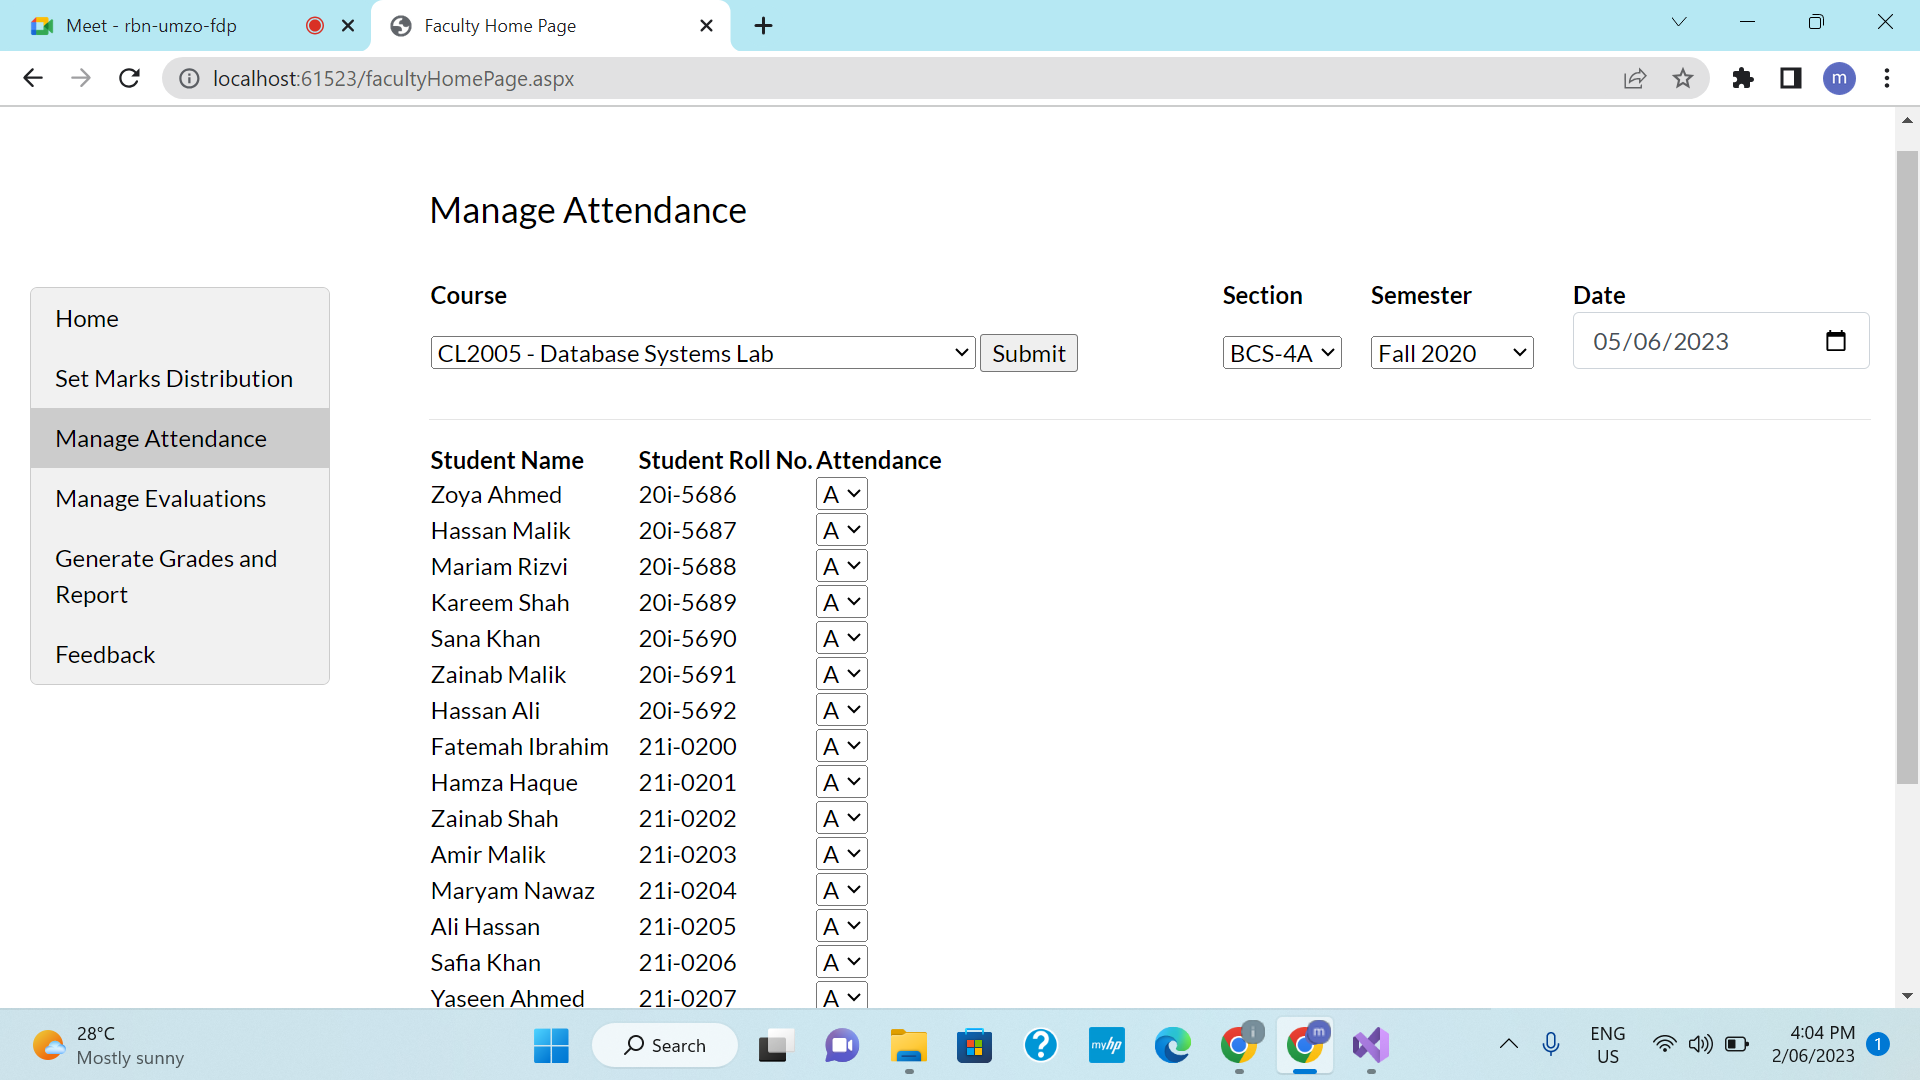 Meet - rbn-umzo-fdp
Faculty Home Page
localhost:61523/facultyHomePage.aspx
m
Manage Attendance
Home
Set Marks Distribution
Manage Attendance
Manage Evaluations
Generate Grades and
Report
Feedback
Course Section Semester Date
CL2005 - Database Systems Lab Submit BCS-4A Fall 2020 05/06/2023
Student Name Student Roll No. Attendance
Zoya Ahmed 20i-5686 A
Hassan Malik 20i-5687 A
Mariam Rizvi 20i-5688 A
Kareem Shah 20i-5689 A
Sana Khan 20i-5690 A
Zainab Malik 20i-5691 A
Hassan Ali 20i-5692 A
Fatemah Ibrahim 21i-0200 A
Hamza Haque 21i-0201 A
Zainab Shah 21i-0202 A
Amir Malik 21i-0203 A
Maryam Nawaz 21i-0204 A
Ali Hassan 21i-0205 A
Safia Khan 21i-0206 A
Yaseen Ahmed 21i-0207 A
28°C
Mostly sunny
Search
myhp
i
m
ENG
US
4:04 PM
2/06/2023
1